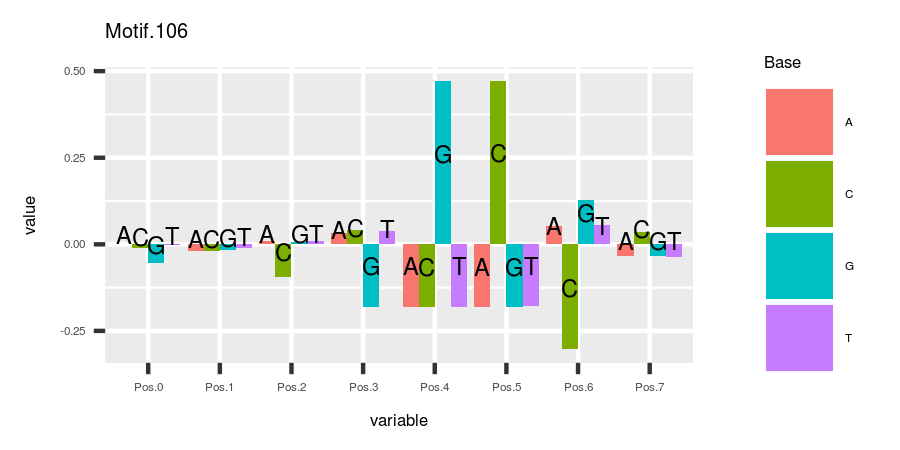 Motif.106
0.50
0.25
0.00
-0.25
value
A C G T A C G T A C G T A C G T A C G T A C G T A C G T A C G T
Pos.0 Pos.1 Pos.2 Pos.3 Pos.4 Pos.5 Pos.6 Pos.7
variable
Base
A
C
G
T